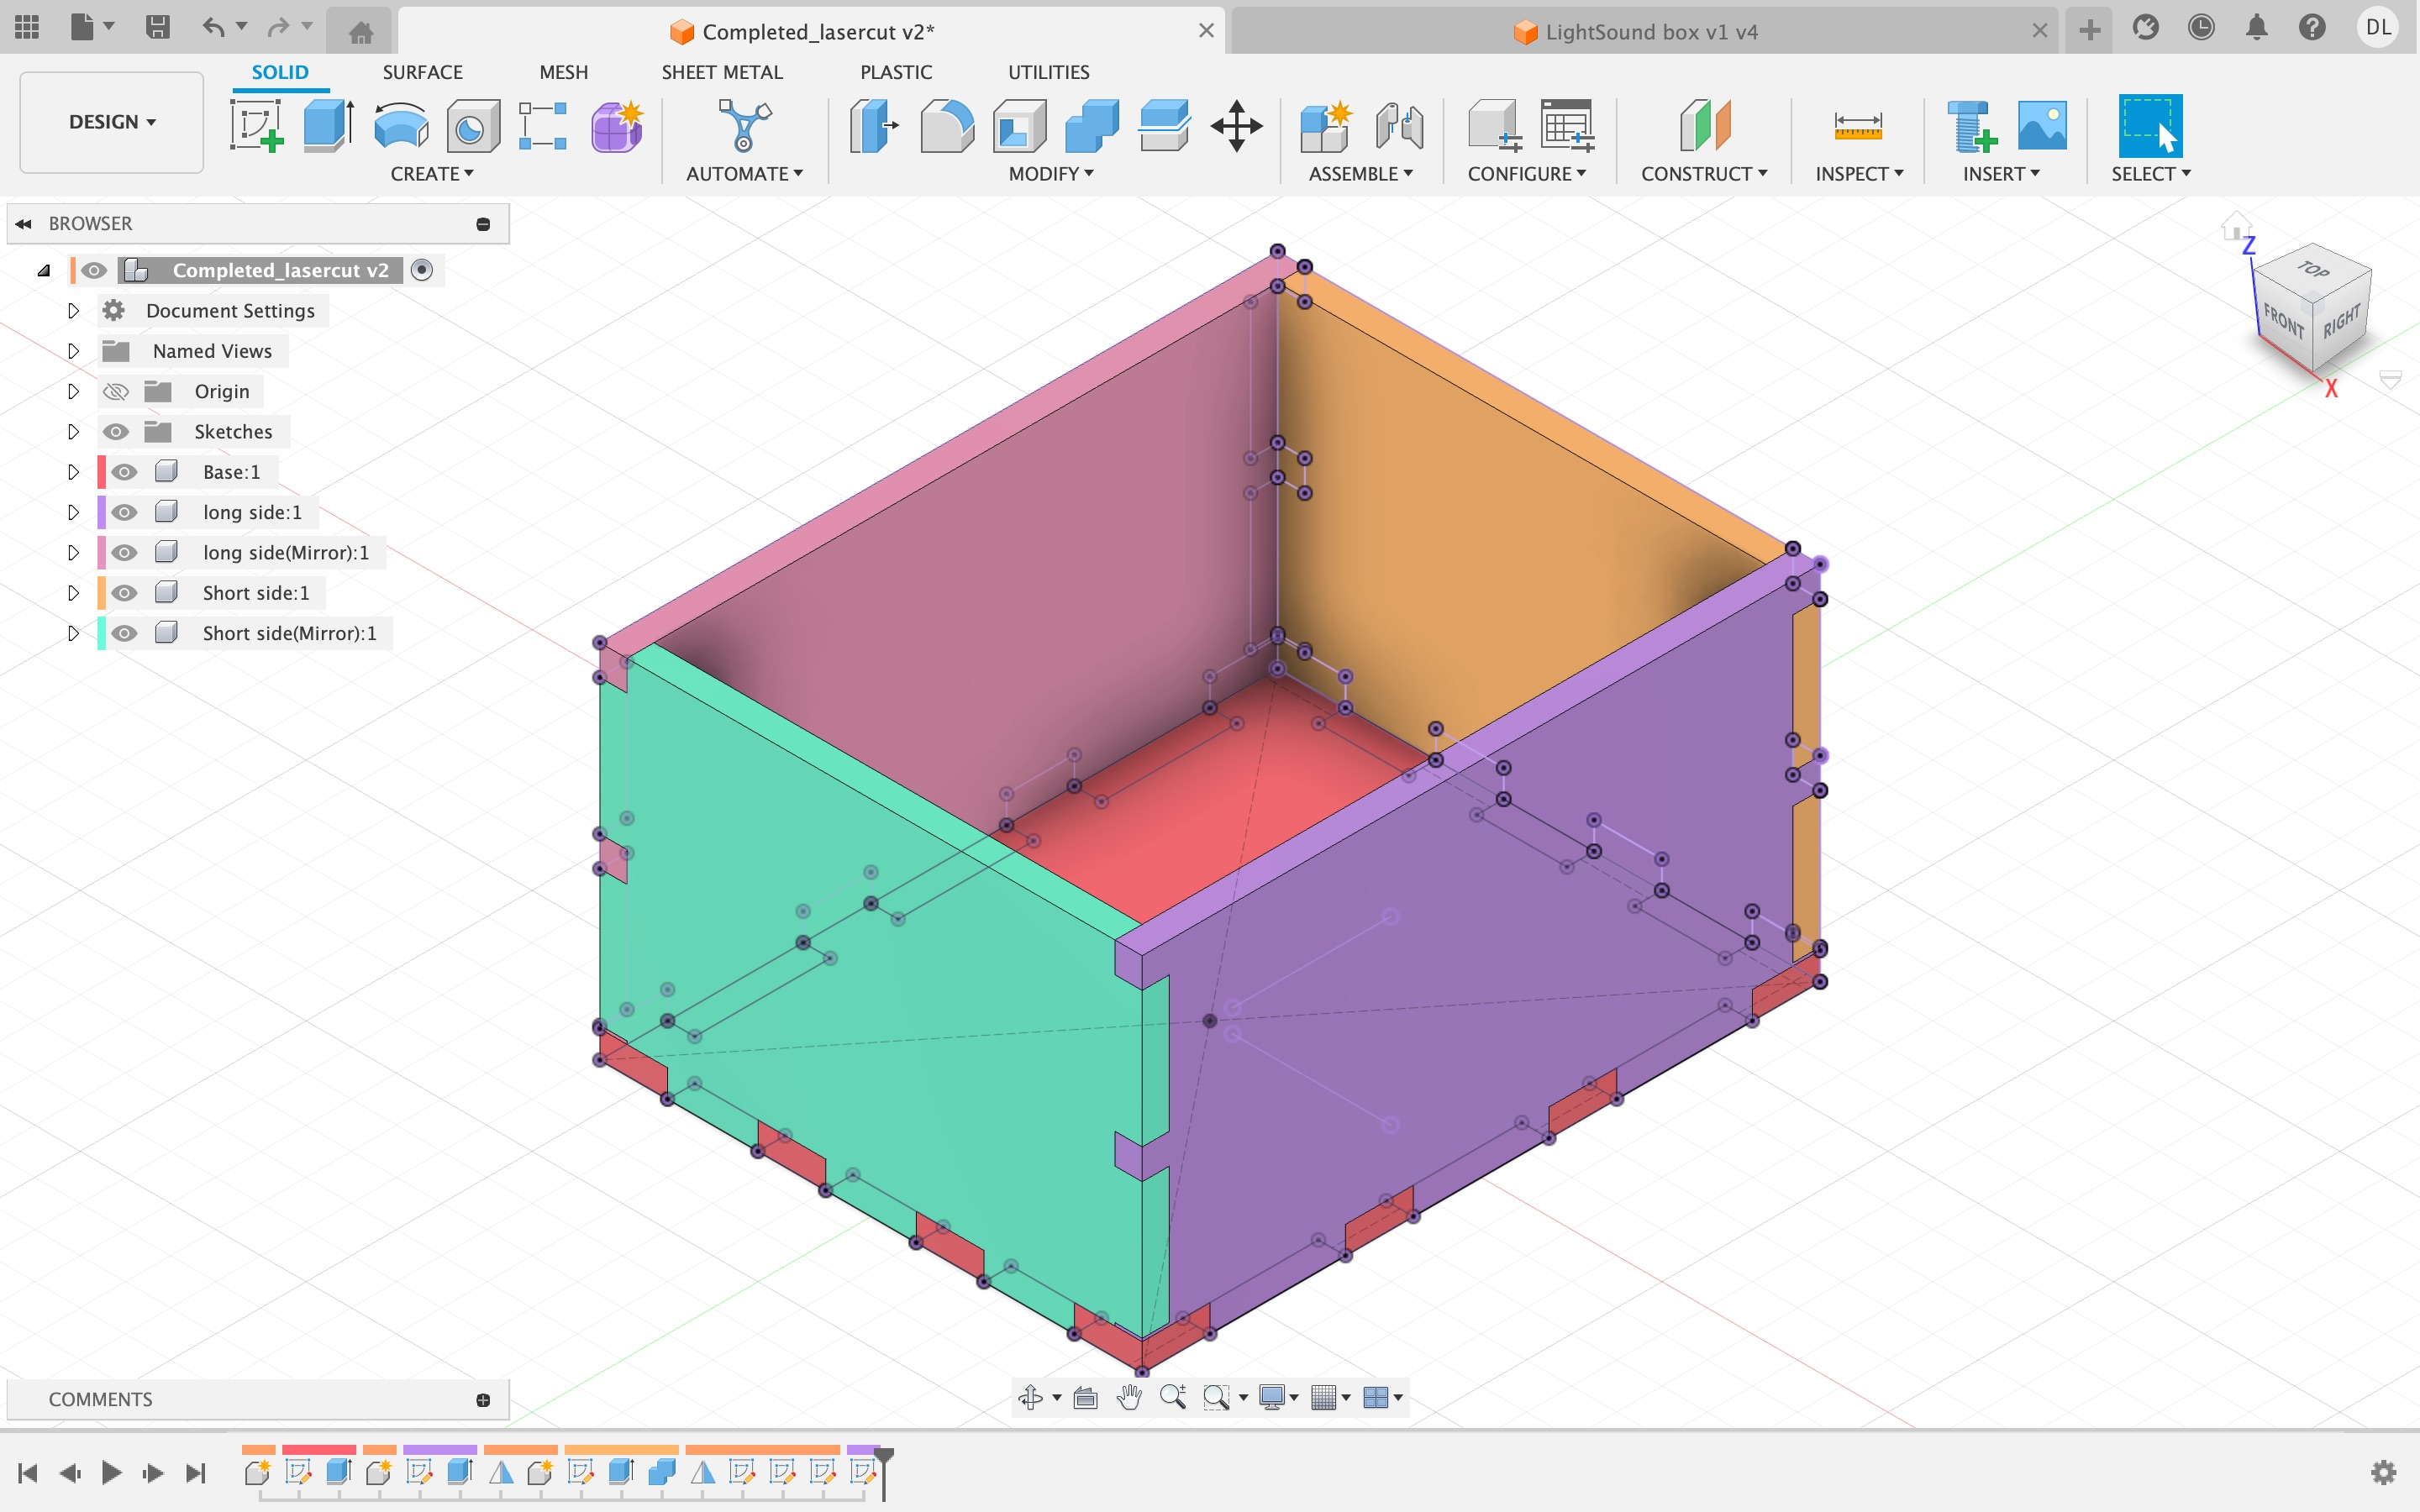 Completed_lasercut v2*
LightSound box v1 v4
DL
SOLID SURFACE MESH SHEET METAL PLASTIC UTILITIES
DESIGN
CREATE AUTOMATE MODIFY ASSEMBLE CONFIGURE CONSTRUCT INSPECT INSERT SELECT
BROWSER
Completed_lasercut v2
Document Settings
Named Views
Origin
Sketches
Base:1
long side:1
long side(Mirror):1
Short side:1
Short side(Mirror):1
Z
TOP
FRONT
RIGHT
X
COMMENTS